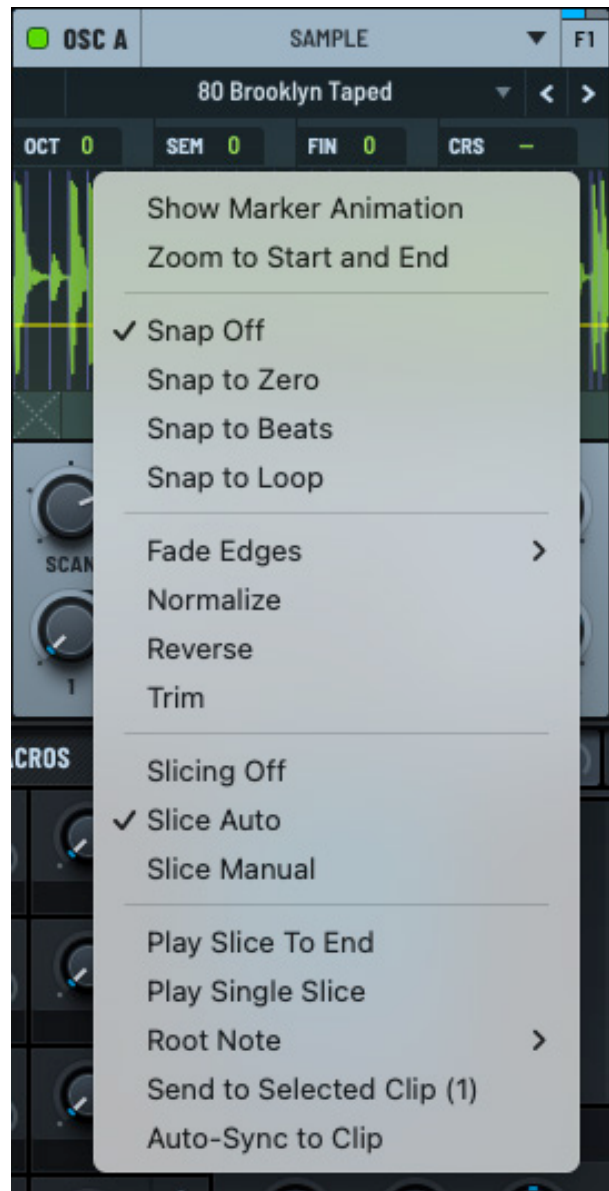 OSC A SAMPLE F1
80 Brooklyn Taped
OCT 0 SEM 0 FIN 0 CRS –
Show Marker Animation
Zoom to Start and End
Snap Off
Snap to Zero
Snap to Beats
Snap to Loop
Fade Edges
SCAN
Normalize
Reverse
1
Trim
CROS
Slicing Off
Slice Auto
Slice Manual
Play Slice To End
Play Single Slice
Root Note
Send to Selected Clip (1)
Auto-Sync to Clip